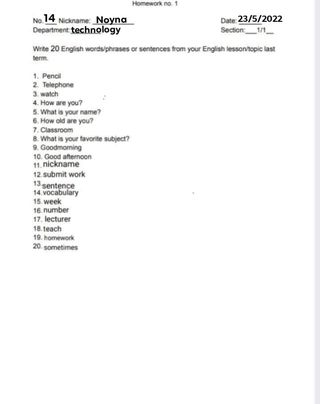 Homework no. 1
No. 14 Nickname: Noyna Date: 23/5/2022
Department: technology Section: 1/1
Write 20 English words/phrases or sentences from your English lesson/topic last
term.
1. Pencil
2. Telephone
3. watch
4. How are you?
5. What is your name?
6. How old are you?
7. Classroom
8. What is your favorite subject?
9. Goodmorning
10. Good afternoon
11. nickname
12. submit work
13. sentence
14. vocabulary
15. week
16. number
17. lecturer
18. teach
19. homework
20. sometimes